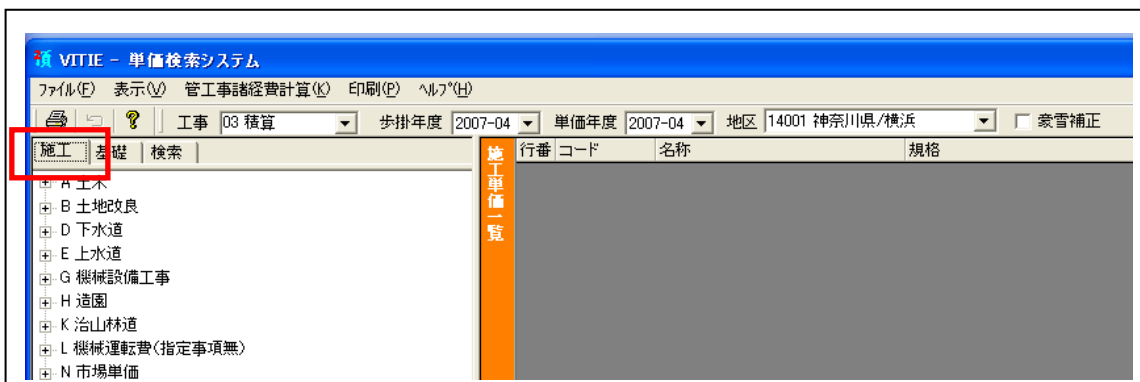 VITIE - 単価検索システム
ファイル(F) 表示(V) 管工事諸経費計算(K) 印刷(P) ヘルプ(H)
工事 03 積算 歩掛年度 2007-04 単価年度 2007-04 地区 14001 神奈川県/横浜 豪雪補正
施工 基礎 検索
施工単価一覧
行番 コード 名称 規格
A 土木
B 土地改良
D 下水道
E 上水道
G 機械設備工事
H 造園
K 治山林道
L 機械運転費(指定事項無)
N 市場単価